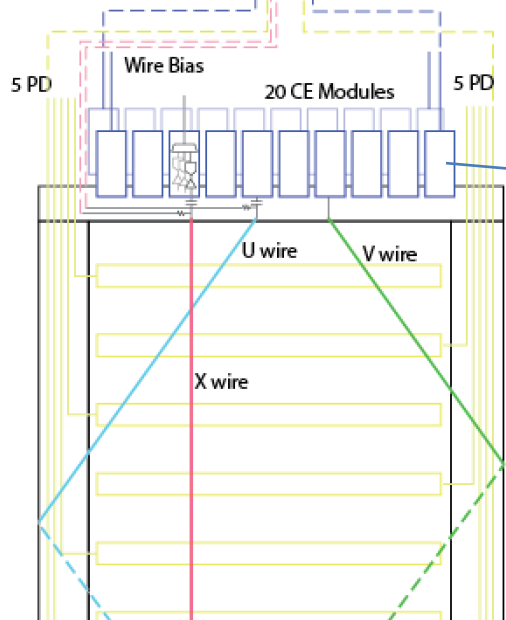 Wire Bias
5 PD
20 CE Modules
5 PD
U wire
V wire
X wire